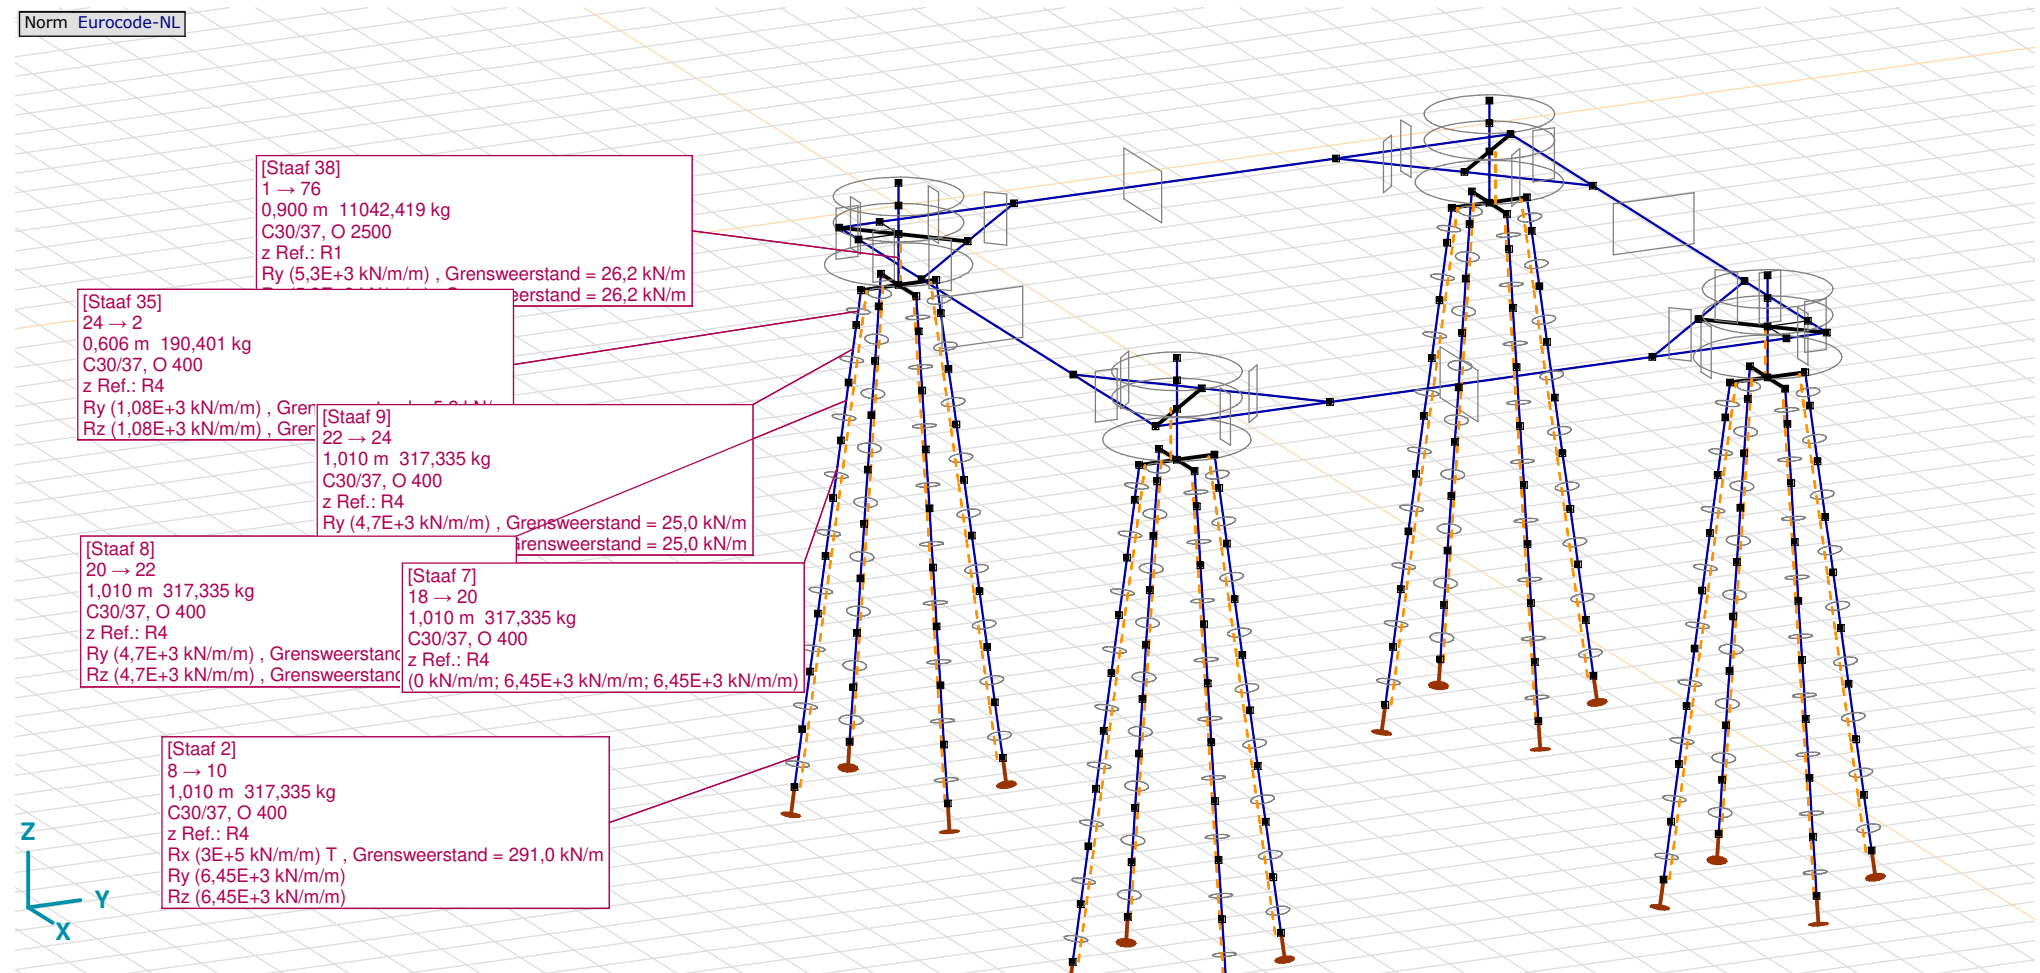 Norm Eurocode-NL
[Staaf 38]
1 → 76
0,900 m 11042,419 kg
C30/37, O 2500
z Ref.: R1
Ry (5,3E+3 kN/m/m) , Grensweerstand = 26,2 kN/m
weerstand = 26,2 kN/m
[Staaf 35]
24 → 2
0,606 m 190,401 kg
C30/37, O 400
z Ref.: R4
Ry (1,08E+3 kN/m/m) , Gren
Rz (1,08E+3 kN/m/m) , Gren
[Staaf 9]
22 → 24
1,010 m 317,335 kg
C30/37, O 400
z Ref.: R4
Ry (4,7E+3 kN/m/m) , Grensweerstand = 25,0 kN/m
Grensweerstand = 25,0 kN/m
[Staaf 8]
20 → 22
1,010 m 317,335 kg
C30/37, O 400
z Ref.: R4
Ry (4,7E+3 kN/m/m) , Grensweerstand
Rz (4,7E+3 kN/m/m) , Grensweerstand
[Staaf 7]
18 → 20
1,010 m 317,335 kg
C30/37, O 400
z Ref.: R4
(0 kN/m/m; 6,45E+3 kN/m/m; 6,45E+3 kN/m/m)
[Staaf 2]
8 → 10
1,010 m 317,335 kg
C30/37, O 400
z Ref.: R4
Rx (3E+5 kN/m/m) T , Grensweerstand = 291,0 kN/m
Ry (6,45E+3 kN/m/m)
Rz (6,45E+3 kN/m/m)
Z
Y
X